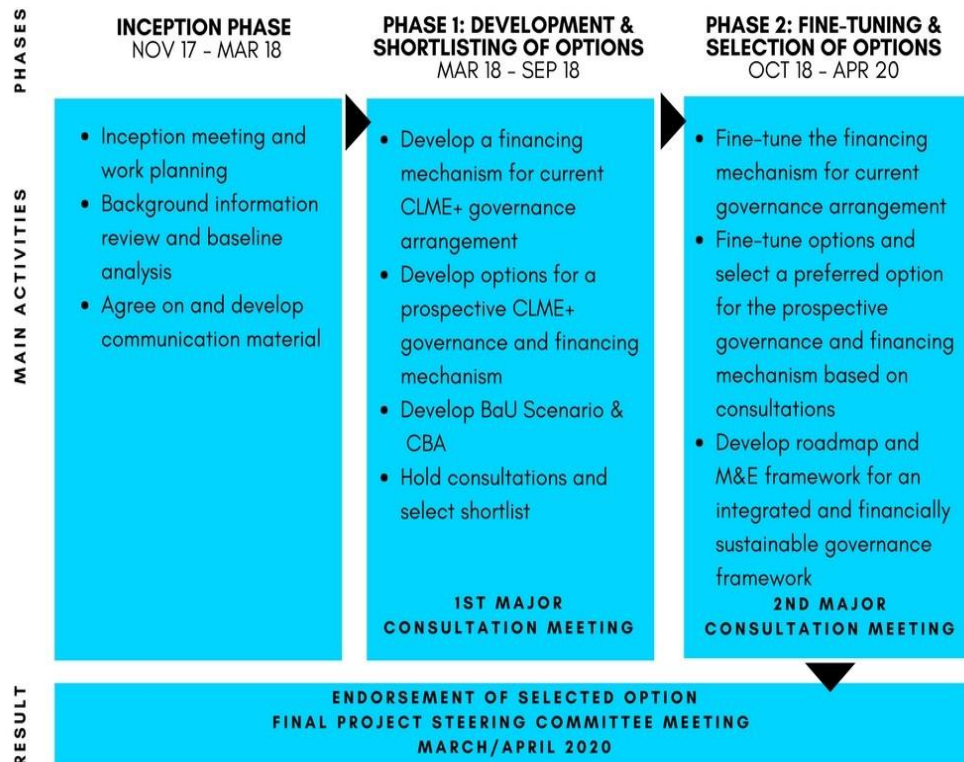 PHASES
INCEPTION PHASE
NOV 17 - MAR 18
PHASE 1: DEVELOPMENT &
SHORTLISTING OF OPTIONS
MAR 18 - SEP 18
PHASE 2: FINE-TUNING &
SELECTION OF OPTIONS
OCT 18 - APR 20
MAIN ACTIVITIES
• Inception meeting and
work planning
• Background information
review and baseline
analysis
• Agree on and develop
communication material
• Develop a financing
mechanism for current
CLME+ governance
arrangement
• Develop options for a
prospective CLME+
governance and financing
mechanism
• Develop BaU Scenario &
CBA
• Hold consultations and
select shortlist
1ST MAJOR
CONSULTATION MEETING
• Fine-tune the financing
mechanism for current
governance arrangement
• Fine-tune options and
select a preferred option
for the prospective
governance and financing
mechanism based on
consultations
• Develop roadmap and
M&E framework for an
integrated and financially
sustainable governance
framework
2ND MAJOR
CONSULTATION MEETING
RESULT
ENDORSEMENT OF SELECTED OPTION
FINAL PROJECT STEERING COMMITTEE MEETING
MARCH/APRIL 2020